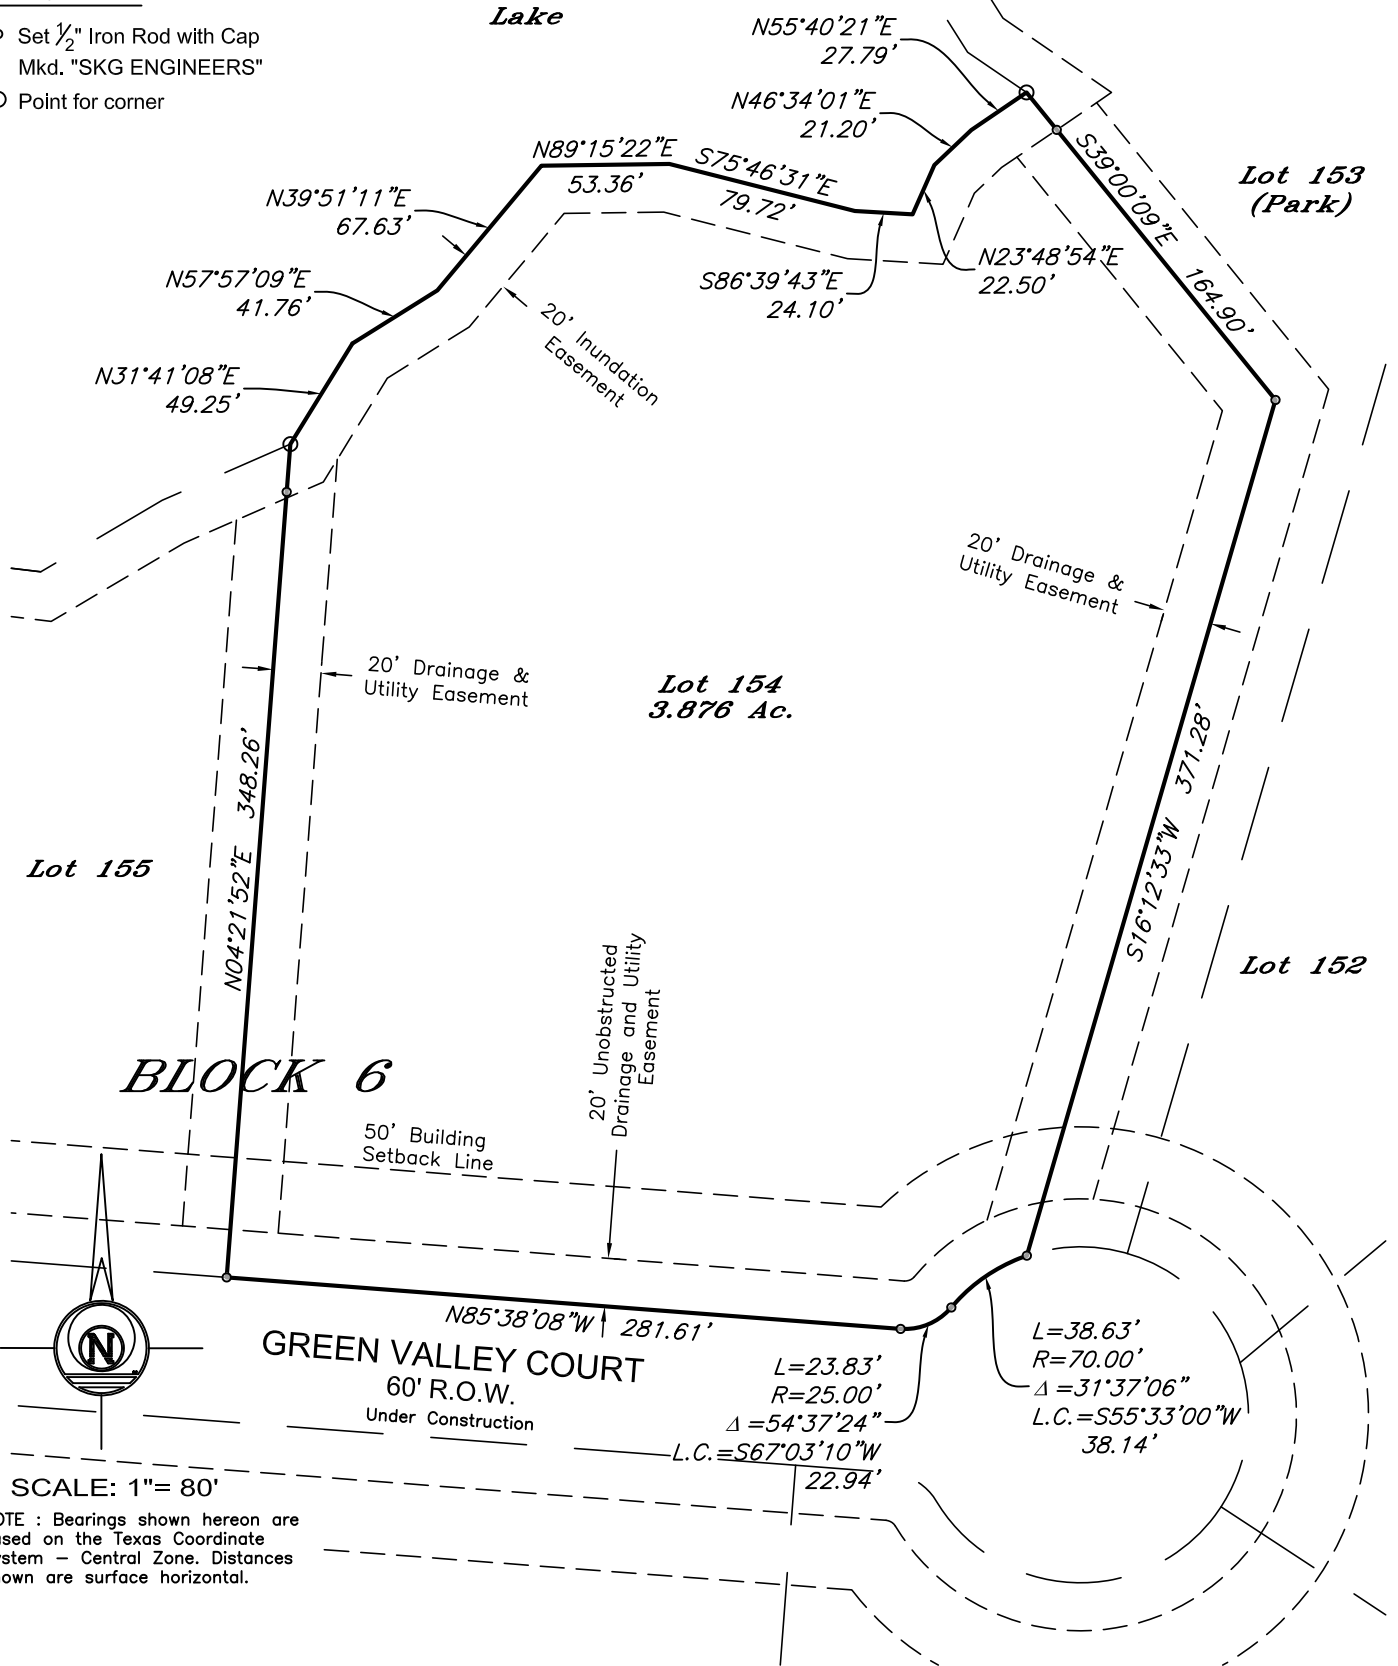 Set ½" Iron Rod with Cap
Mkd. "SKG ENGINEERS"
Point for corner
Lake
N55°40'21"E
27.79'
N46°34'01"E
21.20'
N89°15'22"E
53.36'
S75°46'31"E
79.72'
N39°51'11"E
67.63'
N57°57'09"E
41.76'
N31°41'08"E
49.25'
S86°39'43"E
24.10'
N23°48'54"E
22.50'
S39°00'09"E 164.90'
Lot 153
(Park)
20' Inundation
Easement
20' Drainage &
Utility Easement
20' Drainage &
Utility Easement
Lot 154
3.876 Ac.
N04°21'52"E 348.26'
S16°12'33"W 371.28'
Lot 155
Lot 152
20' Unobstructed
Drainage and Utility
Easement
BLOCK 6
50' Building
Setback Line
N85°38'08"W 281.61'
GREEN VALLEY COURT
60' R.O.W.
Under Construction
L=23.83'
R=25.00'
Δ=54°37'24"
L.C.=S67°03'10"W
22.94'
L=38.63'
R=70.00'
Δ=31°37'06"
L.C.=S55°33'00"W
38.14'
N
SCALE: 1"= 80'
OTE : Bearings shown hereon are
ased on the Texas Coordinate
ystem – Central Zone. Distances
own are surface horizontal.